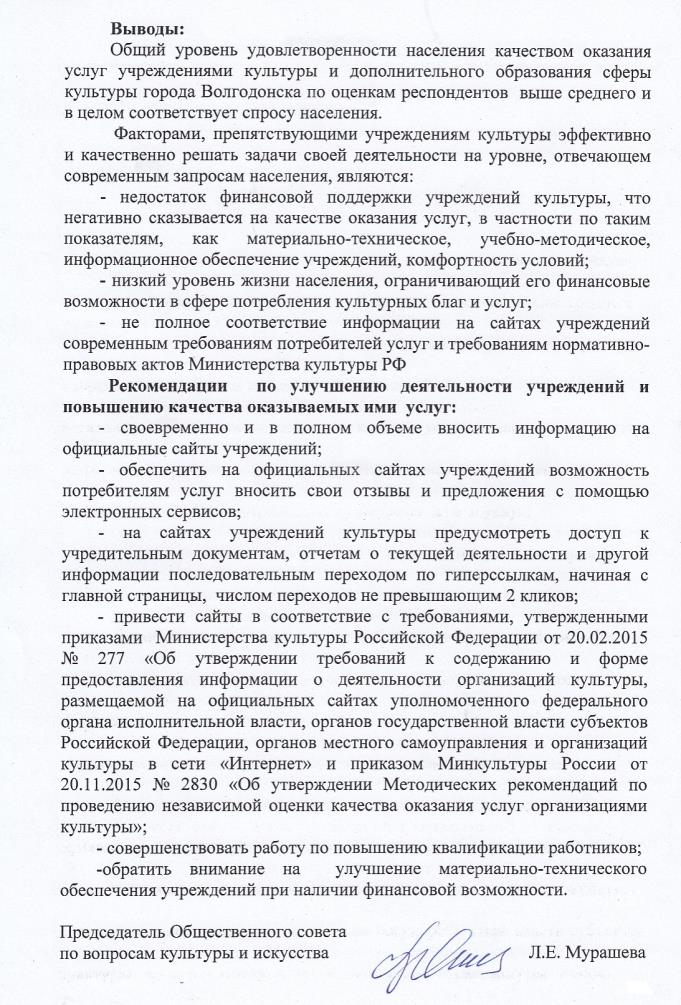 Выводы:
Общий уровень удовлетворенности населения качеством оказания
услуг учреждениями культуры и дополнительного образования сферы
культуры города Волгодонска по оценкам респондентов выше среднего и
в целом соответствует спросу населения.
Факторами, препятствующими учреждениям культуры эффективно
и качественно решать задачи своей деятельности на уровне, отвечающем
современным запросам населения, являются:
- недостаток финансовой поддержки учреждений культуры, что
негативно сказывается на качестве оказания услуг, в частности по таким
показателям, как материально-техническое, учебно-методическое,
информационное обеспечение учреждений, комфортность условий;
- низкий уровень жизни населения, ограничивающий его финансовые
возможности в сфере потребления культурных благ и услуг;
- не полное соответствие информации на сайтах учреждений
современным требованиям потребителей услуг и требованиям нормативно-
правовых актов Министерства культуры РФ
Рекомендации по улучшению деятельности учреждений и
повышению качества оказываемых ими услуг:
- своевременно и в полном объеме вносить информацию на
официальные сайты учреждений;
- обеспечить на официальных сайтах учреждений возможность
потребителям услуг вносить свои отзывы и предложения с помощью
электронных сервисов;
- на сайтах учреждений культуры предусмотреть доступ к
учредительным документам, отчетам о текущей деятельности и другой
информации последовательным переходом по гиперссылкам, начиная с
главной страницы, числом переходов не превышающим 2 кликов;
- привести сайты в соответствие с требованиями, утвержденными
приказами Министерства культуры Российской Федерации от 20.02.2015
№ 277 «Об утверждении требований к содержанию и форме
предоставления информации о деятельности организаций культуры,
размещаемой на официальных сайтах уполномоченного федерального
органа исполнительной власти, органов государственной власти субъектов
Российской Федерации, органов местного самоуправления и организаций
культуры в сети «Интернет» и приказом Минкультуры России от
20.11.2015 № 2830 «Об утверждении Методических рекомендаций по
проведению независимой оценки качества оказания услуг организациями
культуры»;
- совершенствовать работу по повышению квалификации работников;
-обратить внимание на улучшение материально-технического
обеспечения учреждений при наличии финансовой возможности.
Председатель Общественного совета
по вопросам культуры и искусства Л.Е. Мурашева